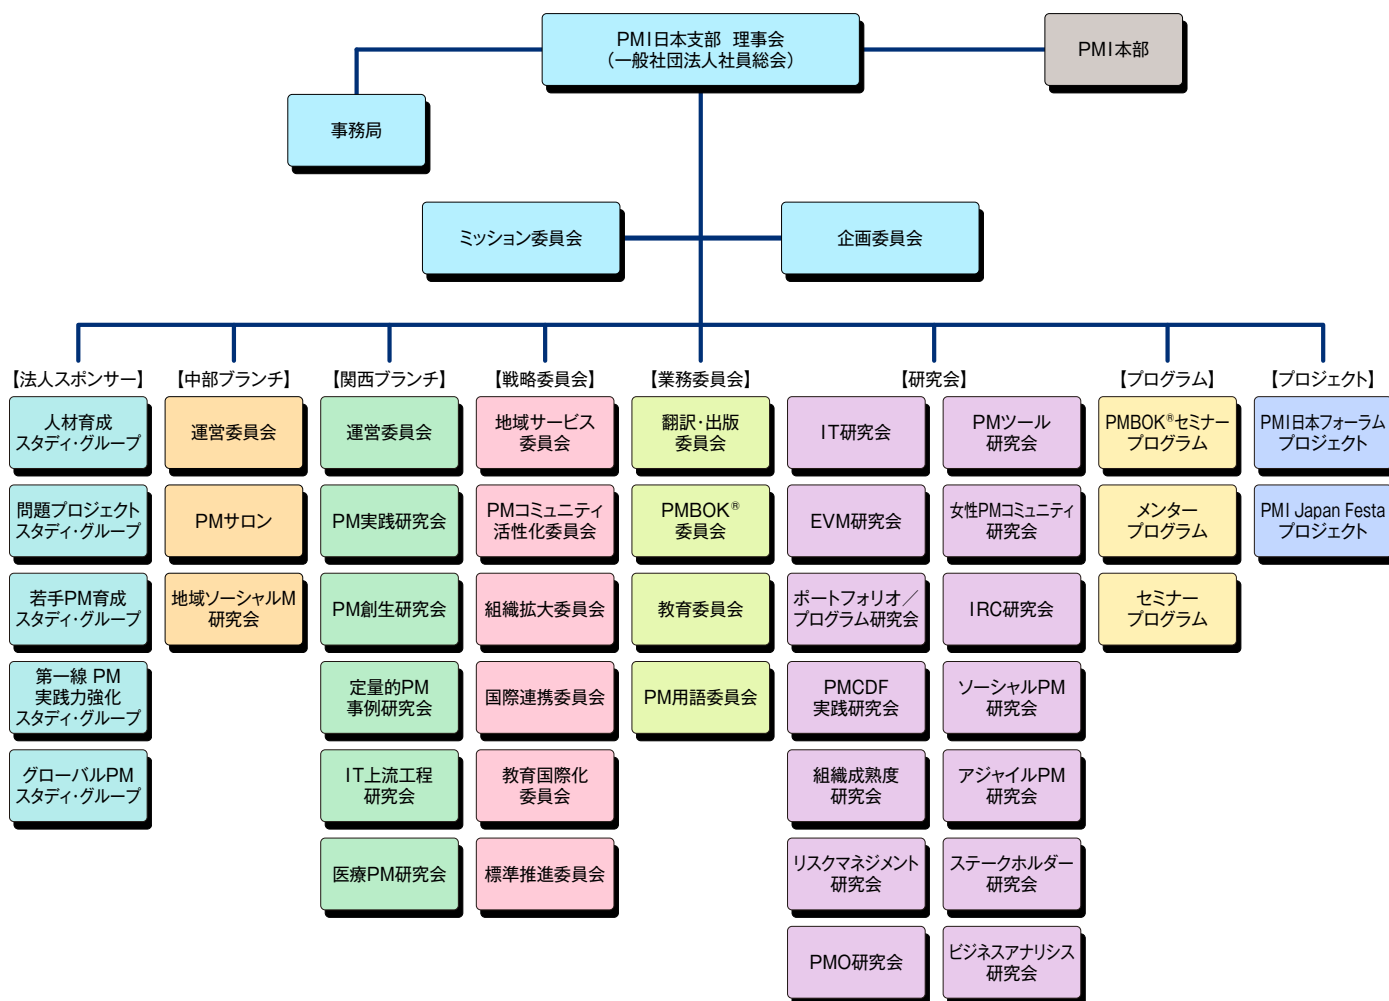 PMI日本支部 理事会
（一般社団法人社員総会）
PMI本部
事務局
ミッション委員会
企画委員会
【法人スポンサー】
人材育成
スタディ・グループ
問題プロジェクト
スタディ・グループ
若手PM育成
スタディ・グループ
第一線 PM
実践力強化
スタディ・グループ
グローバルPM
スタディ・グループ
【中部ブランチ】
運営委員会
PMサロン
地域ソーシャルM
研究会
【関西ブランチ】
運営委員会
PM実践研究会
PM創生研究会
定量的PM
事例研究会
IT上流工程
研究会
医療PM研究会
【戦略委員会】
地域サービス
委員会
PMコミュニティ
活性化委員会
組織拡大委員会
国際連携委員会
教育国際化
委員会
標準推進委員会
【業務委員会】
翻訳・出版
委員会
PMBOK®
委員会
教育委員会
PM用語委員会
【研究会】
IT研究会
EVM研究会
ポートフォリオ／
プログラム研究会
PMCDF
実践研究会
組織成熟度
研究会
リスクマネジメント
研究会
PMO研究会
PMツール
研究会
女性PMコミュニティ
研究会
IRC研究会
ソーシャルPM
研究会
アジャイルPM
研究会
ステークホルダー
研究会
ビジネスアナリシス
研究会
【プログラム】
PMBOK®セミナー
プログラム
メンター
プログラム
セミナー
プログラム
【プロジェクト】
PMI日本フォーラム
プロジェクト
PMI Japan Festa
プロジェクト